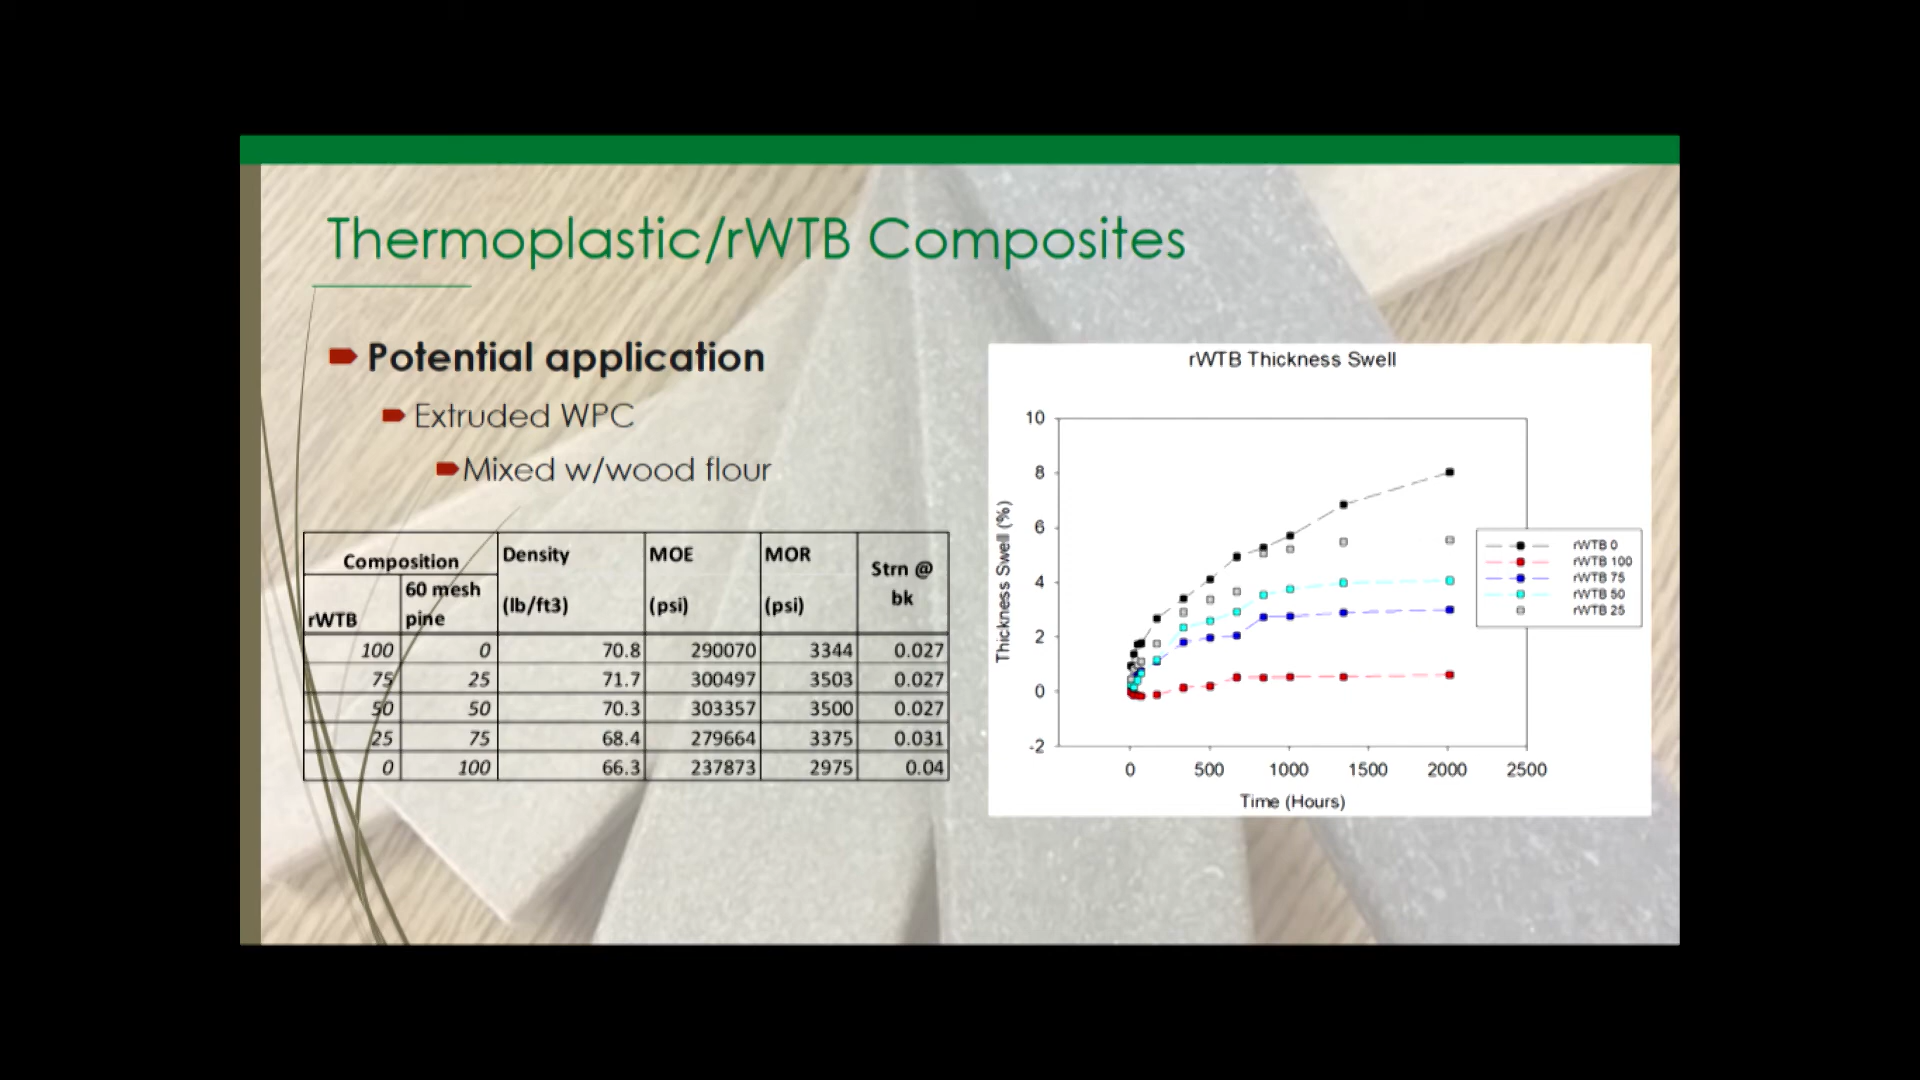 Thermoplastic/rWTB Composites
Potential application
Extruded WPC
Mixed w/wood flour
Composition Density (lb/ft3) MOE (psi) MOR (psi) Strn @ bk
rWTB 60 mesh pine
100 0 70.8 290070 3344 0.027
75 25 71.7 300497 3503 0.027
50 50 70.3 303357 3500 0.027
25 75 68.4 279664 3375 0.031
0 100 66.3 237873 2975 0.04
rWTB Thickness Swell
Thickness Swell (%)
10
8
6
4
2
0
-2
0 500 1000 1500 2000 2500
Time (Hours)
rWTB 0
rWTB 100
rWTB 75
rWTB 50
rWTB 25